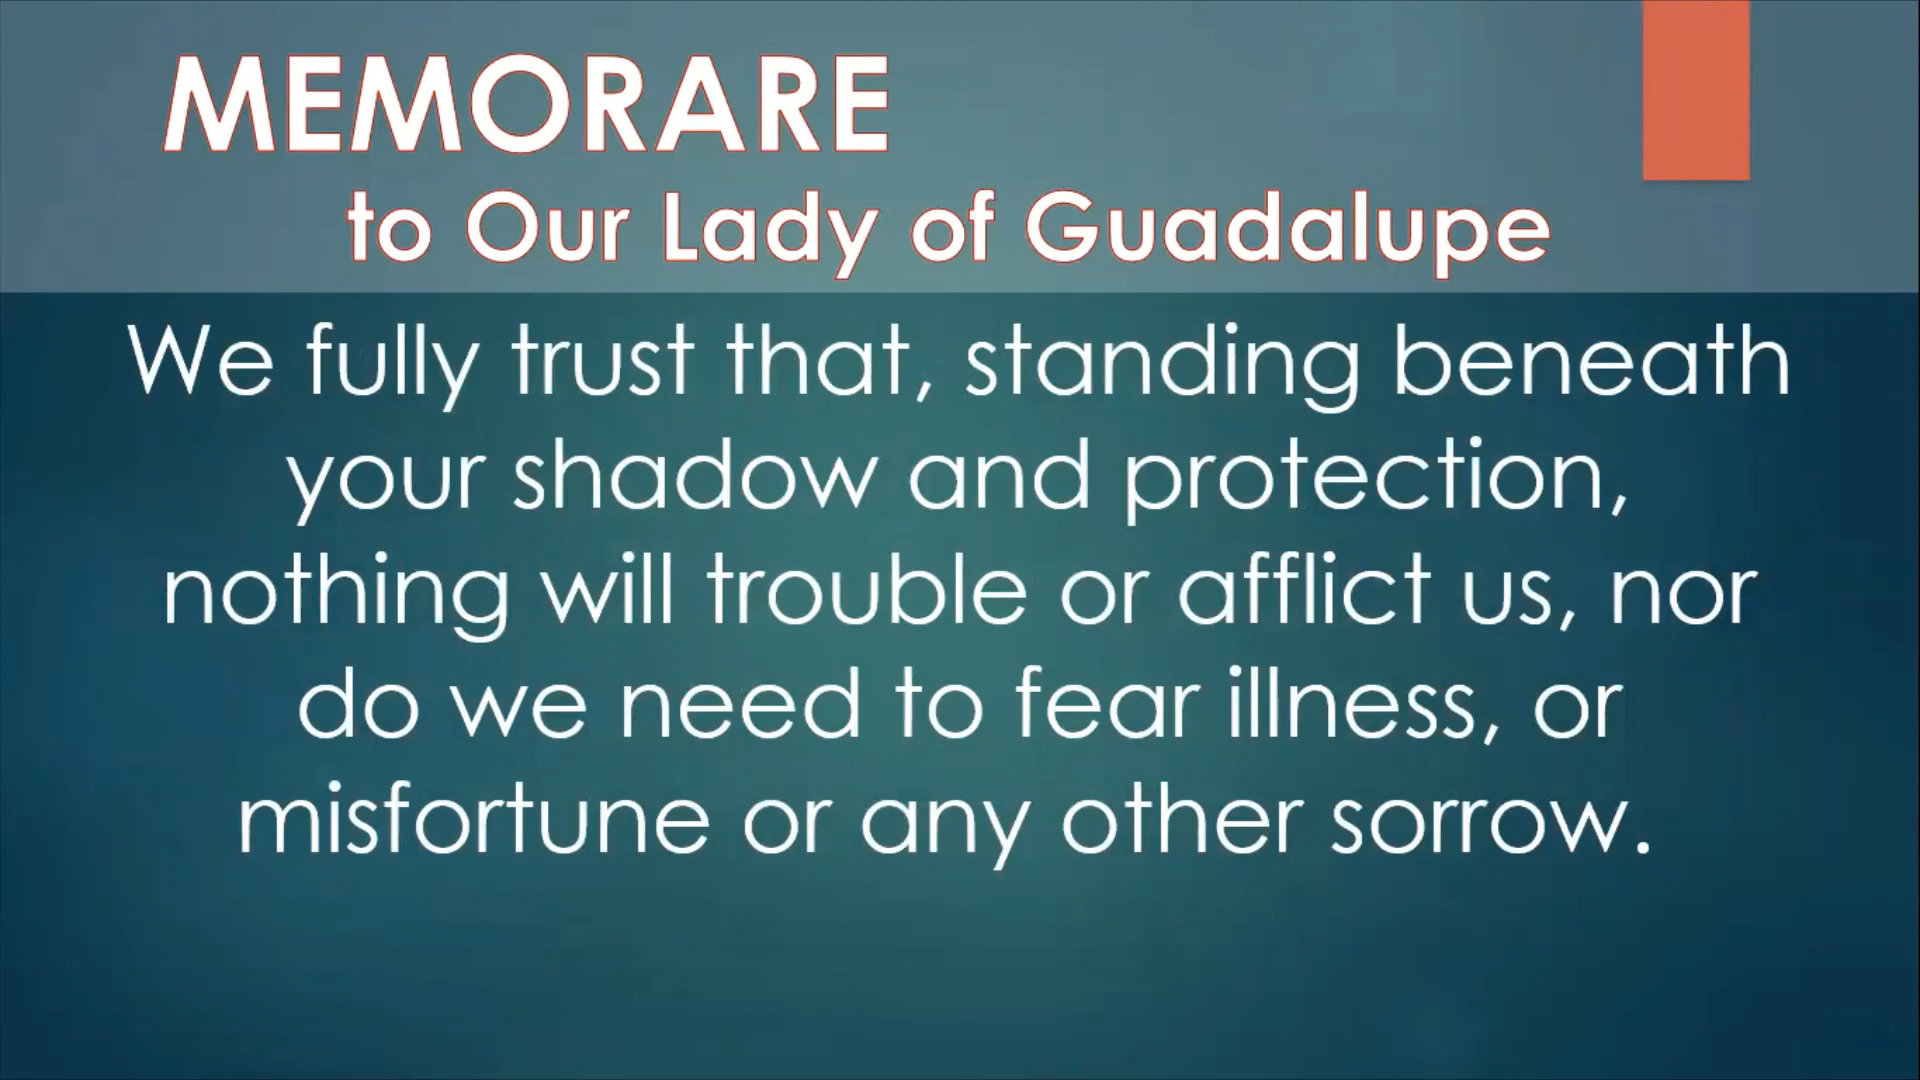 MEMORARE
to Our Lady of Guadalupe
We fully trust that, standing beneath
your shadow and protection,
nothing will trouble or afflict us, nor
do we need to fear illness, or
misfortune or any other sorrow.